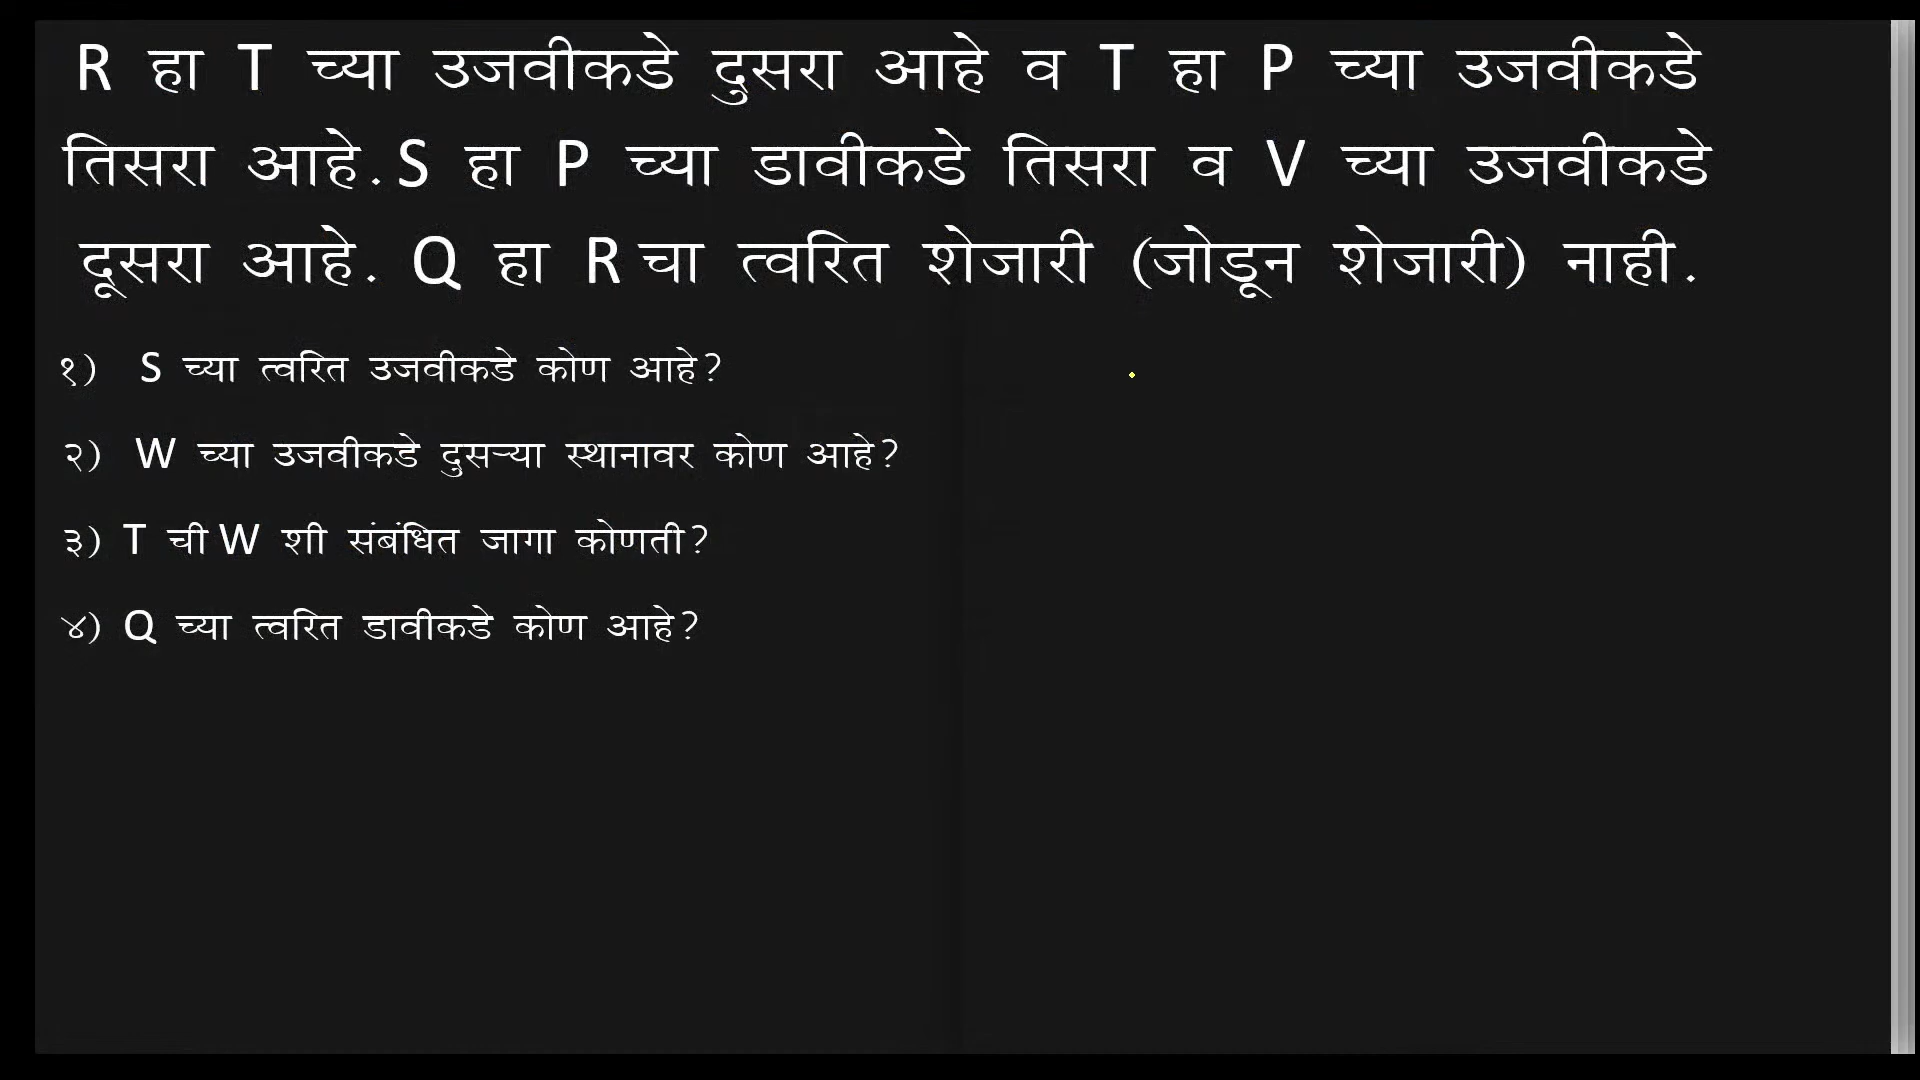 R हा T च्या उजवीकडे दुसरा आहे व T हा P च्या उजवीकडे
तिसरा आहे. S हा P च्या डावीकडे तिसरा व V च्या उजवीकडे
दूसरा आहे. Q हा R चा त्वरित शेजारी (जोडून शेजारी) नाही.
१) S च्या त्वरित उजवीकडे कोण आहे?
२) W च्या उजवीकडे दुसऱ्या स्थानावर कोण आहे?
३) T ची W शी संबंधित जागा कोणती?
४) Q च्या त्वरित डावीकडे कोण आहे?